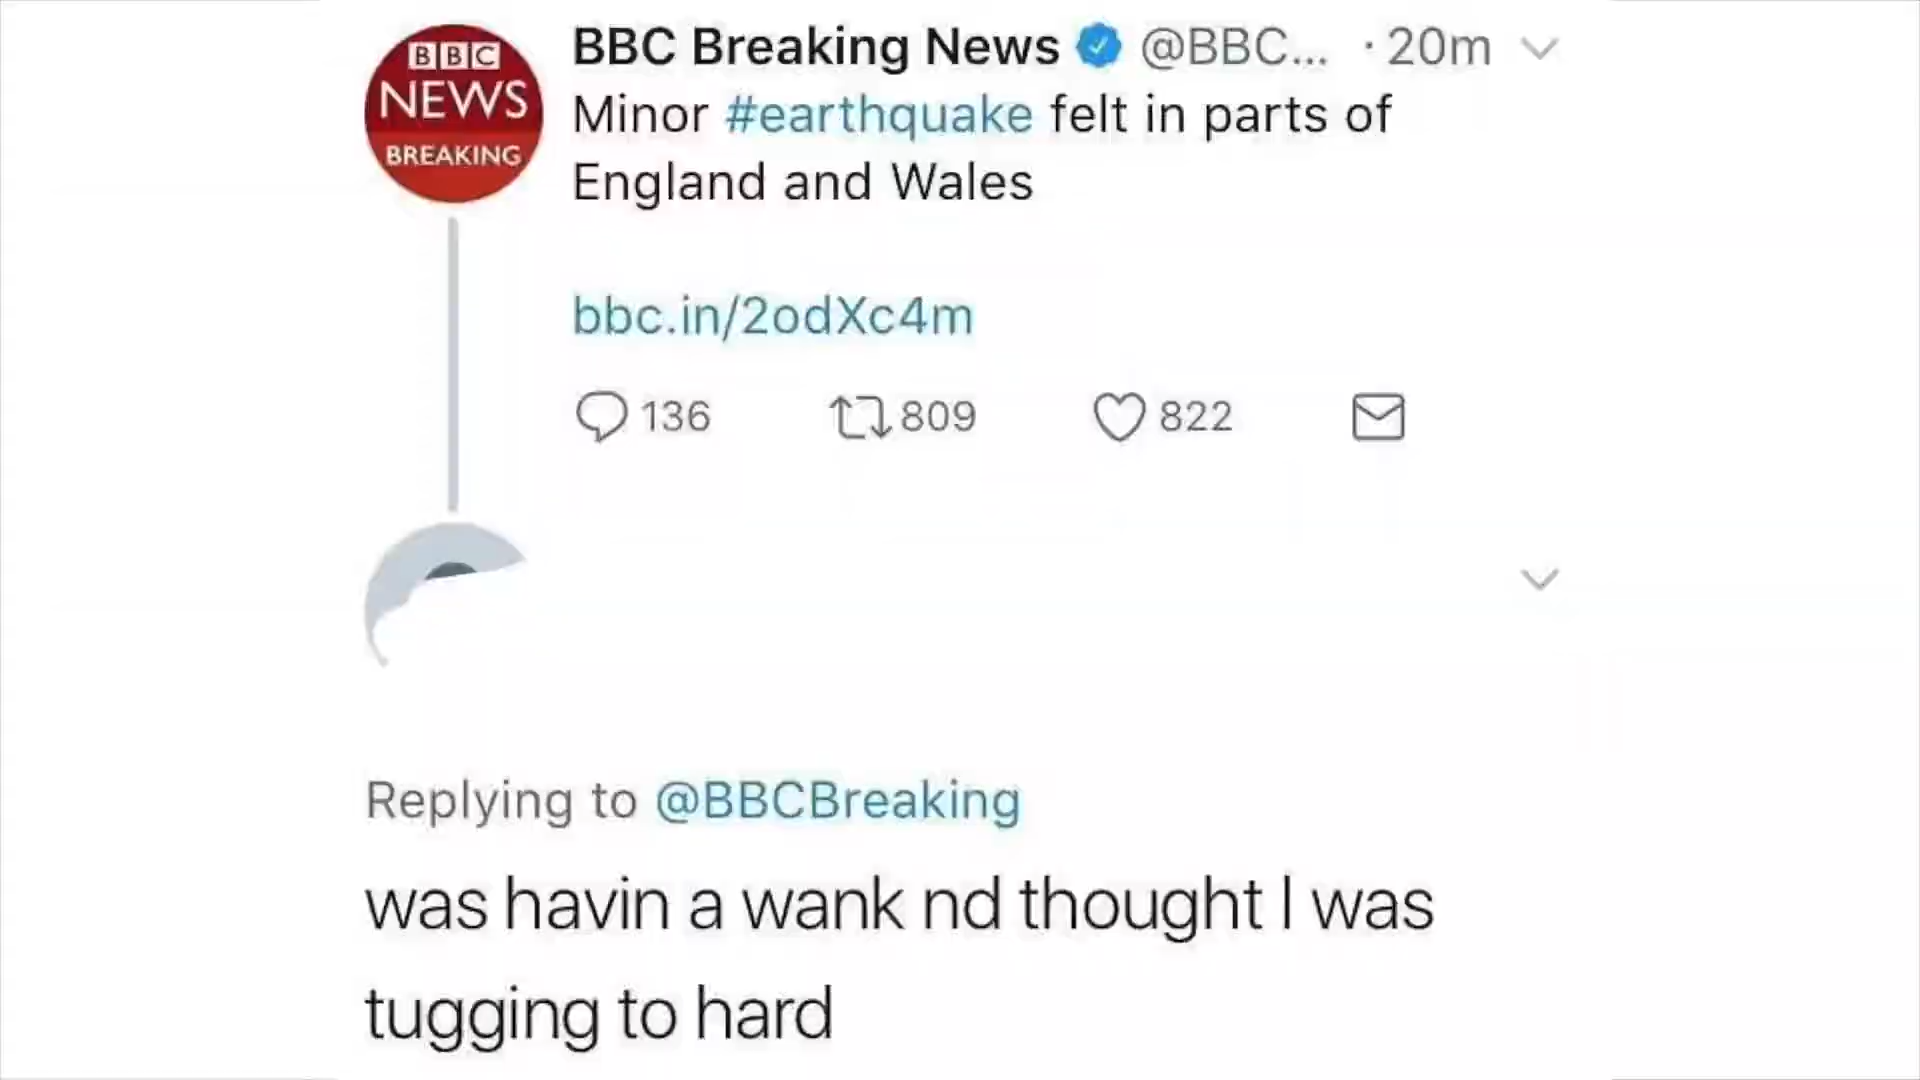 BBC
NEWS
BREAKING
BBC Breaking News @BBC... · 20m
Minor #earthquake felt in parts of
England and Wales
bbc.in/2odXc4m
136 809 822
Replying to @BBCBreaking
was havin a wank nd thought I was
tugging to hard